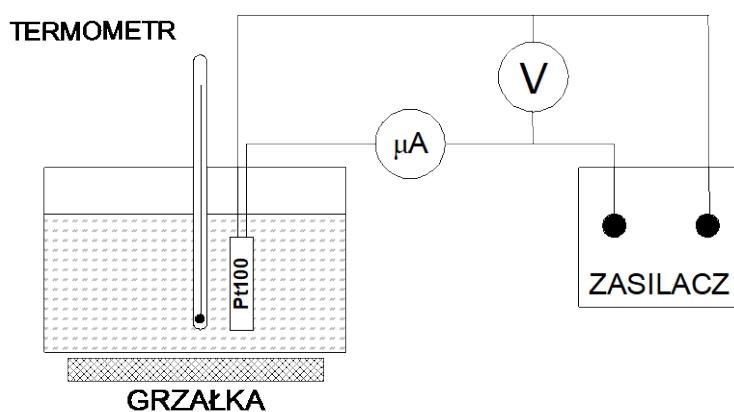 TERMOMETR
V
μA
Pt100
ZASILACZ
GRZAŁKA